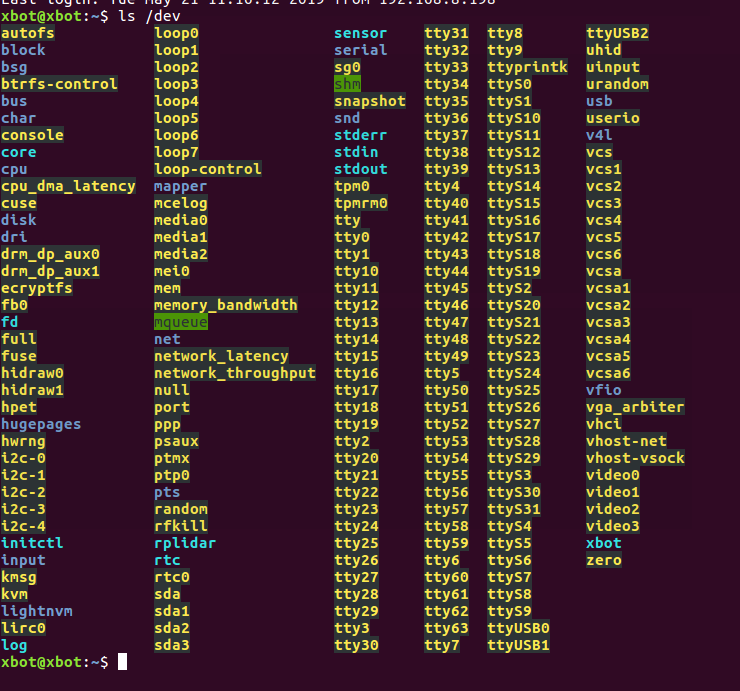 Last login: Tue May 21 11:16:12 2019 from 192.168.8.198
xbot@xbot:~$ ls /dev
autofs loop0 sensor tty31 tty8 ttyUSB2
block loop1 serial tty32 tty9 uhid
bsg loop2 sg0 tty33 ttyprintk uinput
btrfs-control loop3 shm tty34 ttyS0 urandom
bus loop4 snapshot tty35 ttyS1 usb
char loop5 snd tty36 ttyS10 userio
console loop6 stderr tty37 ttyS11 v4l
core loop7 stdin tty38 ttyS12 vcs
cpu loop-control stdout tty39 ttyS13 vcs1
cpu_dma_latency mapper tpm0 tty4 ttyS14 vcs2
cuse mcelog tpmrm0 tty40 ttyS15 vcs3
disk media0 tty tty41 ttyS16 vcs4
dri media1 tty0 tty42 ttyS17 vcs5
drm_dp_aux0 media2 tty1 tty43 ttyS18 vcs6
drm_dp_aux1 mei0 tty10 tty44 ttyS19 vcsa
ecryptfs mem tty11 tty45 ttyS2 vcsa1
fb0 memory_bandwidth tty12 tty46 ttyS20 vcsa2
fd mqueue tty13 tty47 ttyS21 vcsa3
full net tty14 tty48 ttyS22 vcsa4
fuse network_latency tty15 tty49 ttyS23 vcsa5
hidraw0 network_throughput tty16 tty5 ttyS24 vcsa6
hidraw1 null tty17 tty50 ttyS25 vfio
hpet port tty18 tty51 ttyS26 vga_arbiter
hugepages ppp tty19 tty52 ttyS27 vhci
hwrng psaux tty2 tty53 ttyS28 vhost-net
i2c-0 ptmx tty20 tty54 ttyS29 vhost-vsock
i2c-1 ptp0 tty21 tty55 ttyS3 video0
i2c-2 pts tty22 tty56 ttyS30 video1
i2c-3 random tty23 tty57 ttyS31 video2
i2c-4 rfkill tty24 tty58 ttyS4 video3
initctl rplidar tty25 tty59 ttyS5 xbot
input rtc tty26 tty6 ttyS6 zero
kmsg rtc0 tty27 tty60 ttyS7
kvm sda tty28 tty61 ttyS8
lightnvm sda1 tty29 tty62 ttyS9
lirc0 sda2 tty3 tty63 ttyUSB0
log sda3 tty30 tty7 ttyUSB1
xbot@xbot:~$